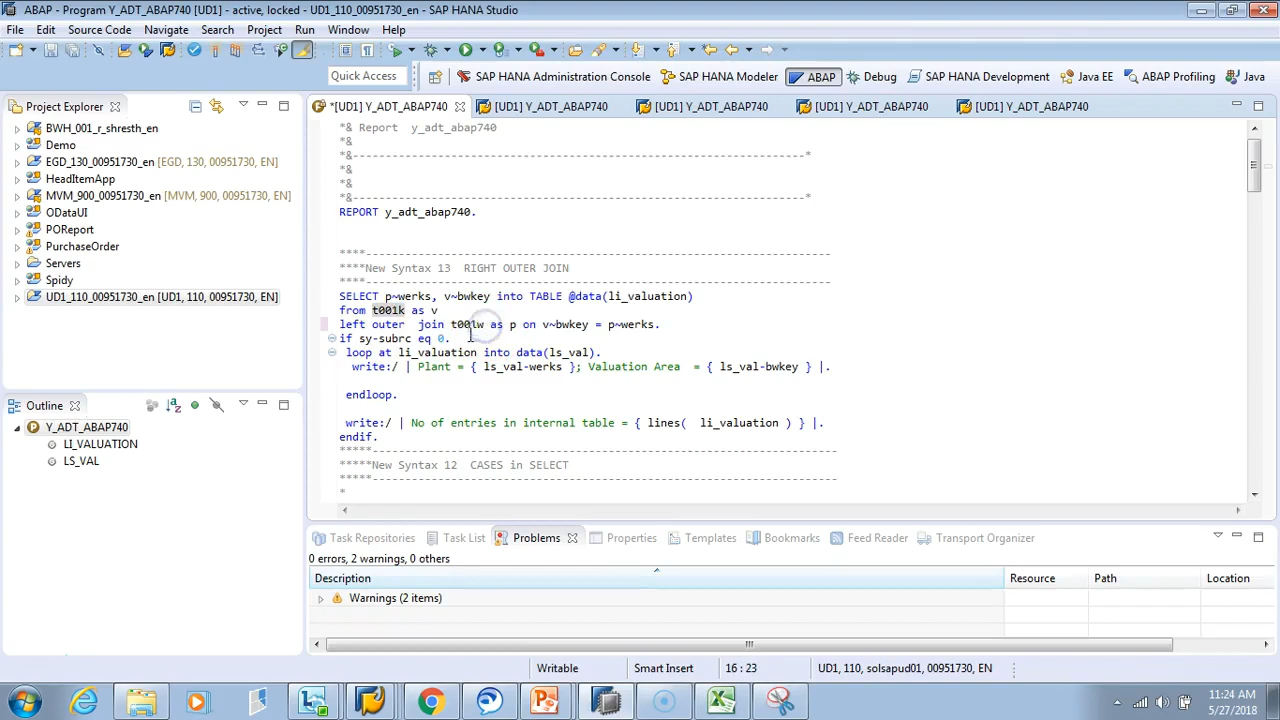 ABAP - Program Y_ADT_ABAP740 [UD1] - active, locked - UD1_110_00951730_en - SAP HANA Studio
File Edit Source Code Navigate Search Project Run Window Help
Quick Access SAP HANA Administration Console SAP HANA Modeler ABAP Debug SAP HANA Development Java EE ABAP Profiling Java
Project Explorer
BWH_001_r_shresth_en
Demo
EGD_130_00951730_en [EGD, 130, 00951730, EN]
HeadItemApp
MVM_900_00951730_en [MVM, 900, 00951730, EN]
ODataUI
POReport
PurchaseOrder
Servers
Spidy
UD1_110_00951730_en [UD1, 110, 00951730, EN]
Outline
Y_ADT_ABAP740
LI_VALUATION
LS_VAL
*[UD1] Y_ADT_ABAP740 [UD1] Y_ADT_ABAP740 [UD1] Y_ADT_ABAP740 [UD1] Y_ADT_ABAP740 [UD1] Y_ADT_ABAP740
*& Report  y_adt_abap740
*&
*&---------------------------------------------------------------------*
*&
*&
*&---------------------------------------------------------------------*
REPORT y_adt_abap740.
****------------------------------------------------------------------
****New Syntax 13  RIGHT OUTER JOIN
****------------------------------------------------------------------
SELECT p~werks, v~bwkey into TABLE @data(li_valuation)
from t001k as v
left outer  join t001w as p on v~bwkey = p~werks.
if sy-subrc eq 0.
loop at li_valuation into data(ls_val).
write:/ | Plant = { ls_val-werks }; Valuation Area  = { ls_val-bwkey } |.
endloop.
write:/ | No of entries in internal table = { lines(  li_valuation ) } |.
endif.
*****------------------------------------------------------------------
*****New Syntax 12  CASES in SELECT
*****------------------------------------------------------------------
*
Task Repositories Task List Problems Properties Templates Bookmarks Feed Reader Transport Organizer
0 errors, 2 warnings, 0 others
Description Resource Path Location
Warnings (2 items)
Writable Smart Insert 16 : 23 UD1, 110, solsapud01, 00951730, EN
11:24 AM
5/27/2018